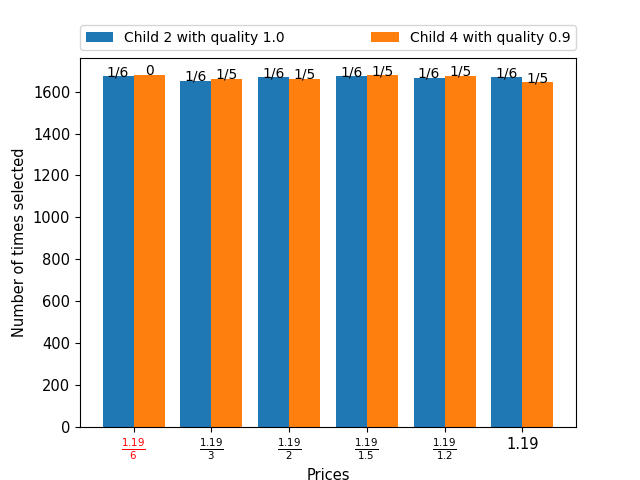 Child 2 with quality 1.0 Child 4 with quality 0.9
1/6 0 1/6 1/5 1/6 1/5 1/6 1/5 1/6 1/5 1/6 1/5
Number of times selected
1600
1400
1200
1000
800
600
400
200
0
1.19/6 1.19/3 1.19/2 1.19/1.5 1.19/1.2 1.19
Prices